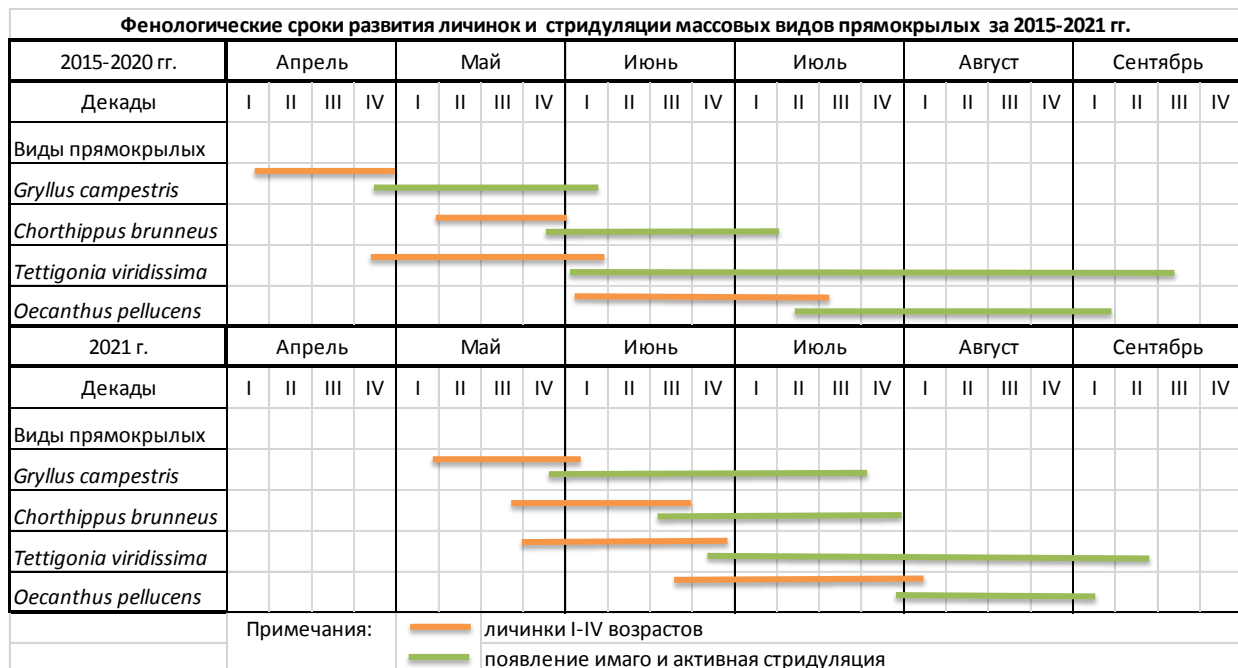 Фенологические сроки развития личинок и стридуляции массовых видов прямокрылых за 2015-2021 гг.
2015-2020 гг. Апрель Май Июнь Июль Август Сентябрь
Декады I II III IV I II III IV I II III IV I II III IV I II III IV I II III IV
Виды прямокрылых
Gryllus campestris
Chorthippus brunneus
Tettigonia viridissima
Oecanthus pellucens
2021 г. Апрель Май Июнь Июль Август Сентябрь
Декады I II III IV I II III IV I II III IV I II III IV I II III IV I II III IV
Виды прямокрылых
Gryllus campestris
Chorthippus brunneus
Tettigonia viridissima
Oecanthus pellucens
Примечания: личинки I-IV возрастов
появление имаго и активная стридуляция